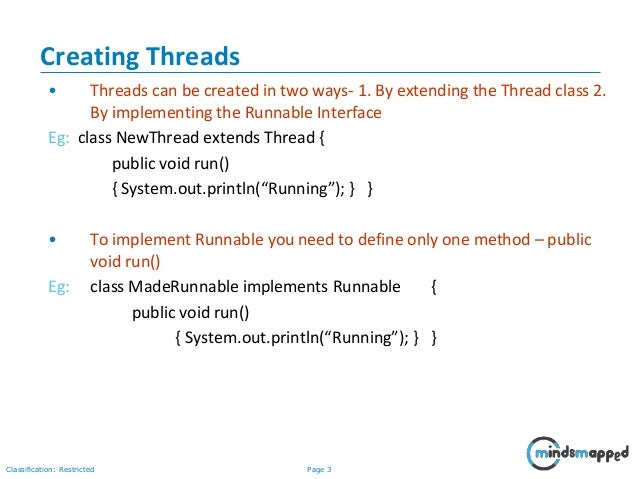 Creating Threads
• Threads can be created in two ways- 1. By extending the Thread class 2.
By implementing the Runnable Interface
Eg: class NewThread extends Thread {
public void run()
{ System.out.println(“Running”); } }
• To implement Runnable you need to define only one method – public
void run()
Eg: class MadeRunnable implements Runnable {
public void run()
{ System.out.println(“Running”); } }
mindsmapped
Classification: Restricted Page 3